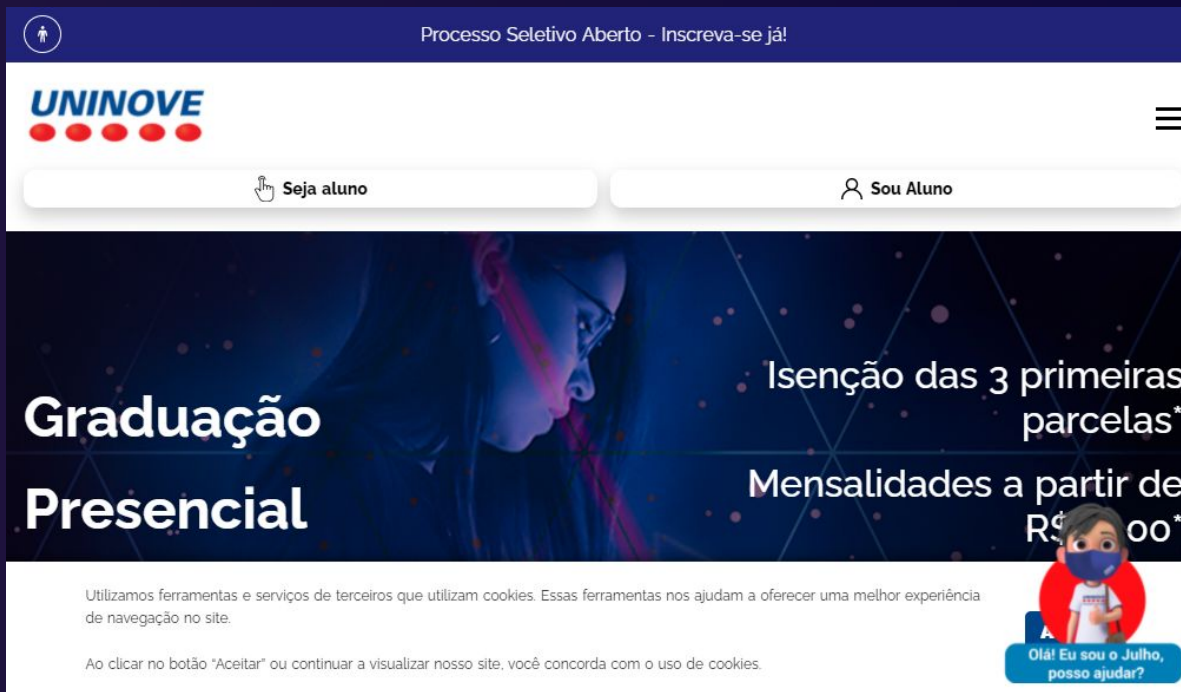 Processo Seletivo Aberto - Inscreva-se já!
UNINOVE
Seja aluno
Sou Aluno
Graduação
Presencial
Isenção das 3 primeiras
parcelas*
Mensalidades a partir de
Utilizamos ferramentas e serviços de terceiros que utilizam cookies. Essas ferramentas nos ajudam a oferecer uma melhor experiência
de navegação no site.
Ao clicar no botão "Aceitar" ou continuar a visualizar nosso site, você concorda com o uso de cookies.
Olá! Eu sou o Julho,
posso ajudar?